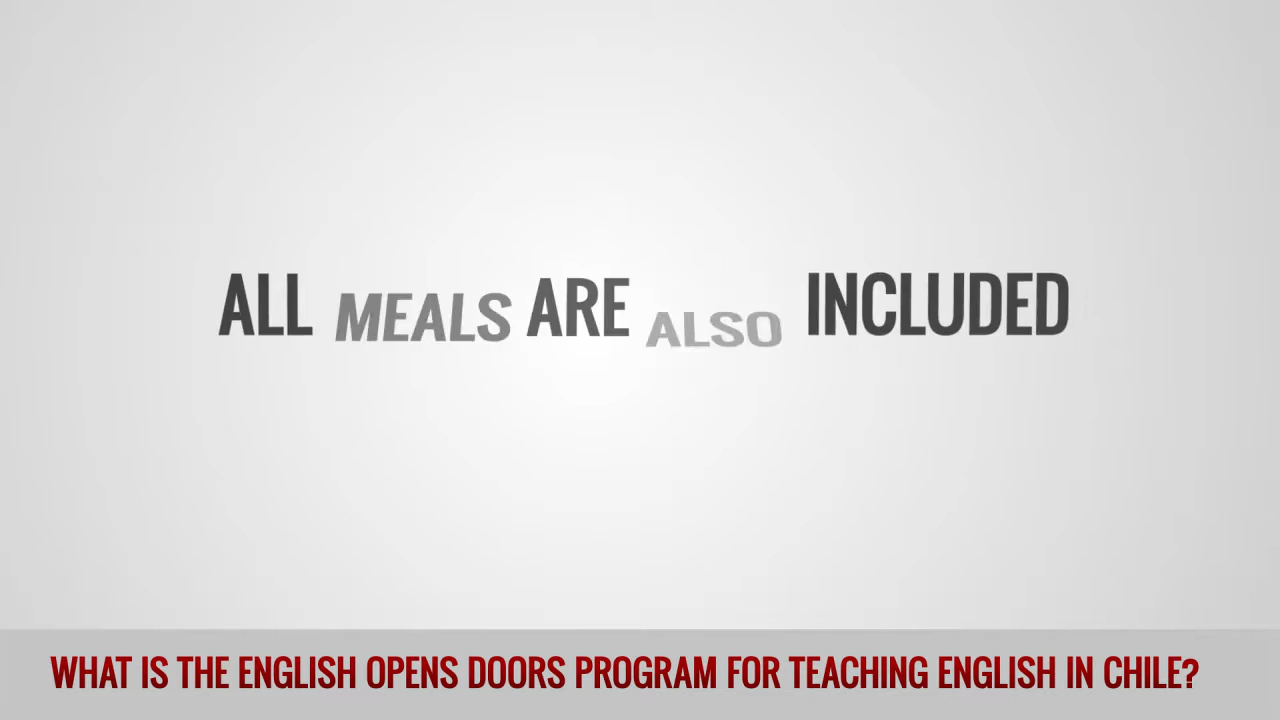 ALL MEALS ARE ALSO INCLUDED
WHAT IS THE ENGLISH OPENS DOORS PROGRAM FOR TEACHING ENGLISH IN CHILE?